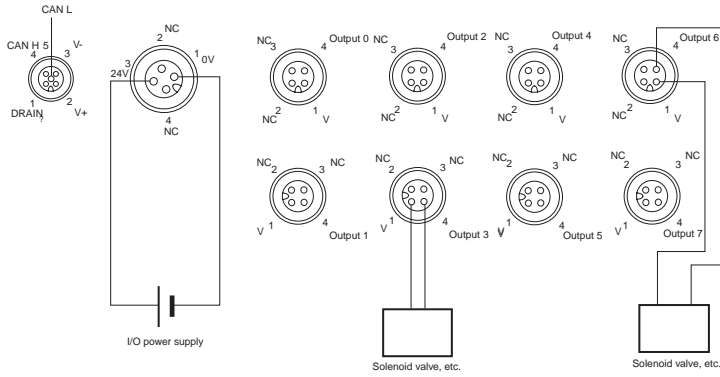 CAN L
CAN H 5 V-
4 3
1 2
DRAIN V+
NC
2
3 1
24V 0V
4
NC
NC 3 4 Output 0
NC 2 1 V
NC 3 4 Output 2
NC 2 1 V
NC 3 4 Output 4
NC 2 1 V
NC 3 4 Output 6
NC 2 1 V
NC 2 3 NC
V 1 4 Output 1
NC 2 3 NC
V 1 4 Output 3
NC 2 3 NC
V 1 4 Output 5
NC 2 3 NC
V 1 4 Output 7
I/O power supply
Solenoid valve, etc.
Solenoid valve, etc.